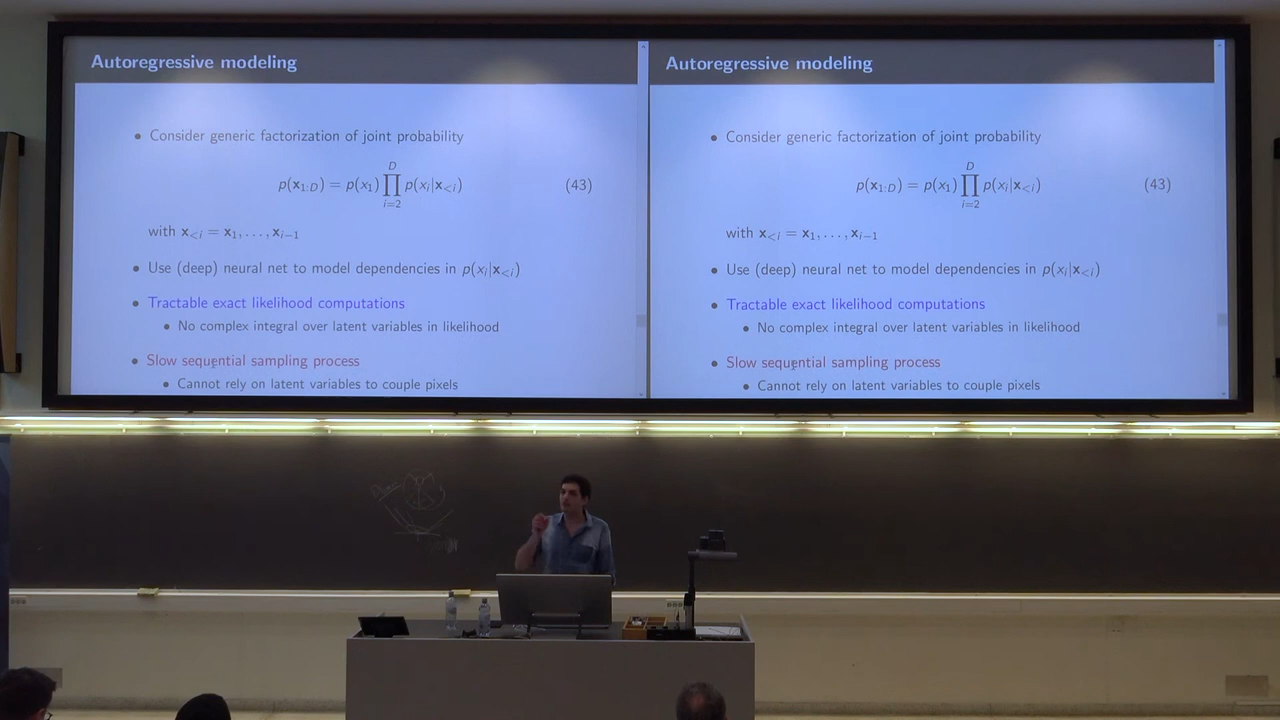 Autoregressive modeling
• Consider generic factorization of joint probability
p(x₁:D) = p(x₁) ∏ᵢ₌₂ᴰ p(xᵢ|x<ᵢ) (43)
with x<ᵢ = x₁, . . . , xᵢ₋₁
• Use (deep) neural net to model dependencies in p(xᵢ|x<ᵢ)
• Tractable exact likelihood computations
• No complex integral over latent variables in likelihood
• Slow sequential sampling process
• Cannot rely on latent variables to couple pixels
Autoregressive modeling
• Consider generic factorization of joint probability
p(x₁:D) = p(x₁) ∏ᵢ₌₂ᴰ p(xᵢ|x<ᵢ) (43)
with x<ᵢ = x₁, . . . , xᵢ₋₁
• Use (deep) neural net to model dependencies in p(xᵢ|x<ᵢ)
• Tractable exact likelihood computations
• No complex integral over latent variables in likelihood
• Slow sequential sampling process
• Cannot rely on latent variables to couple pixels